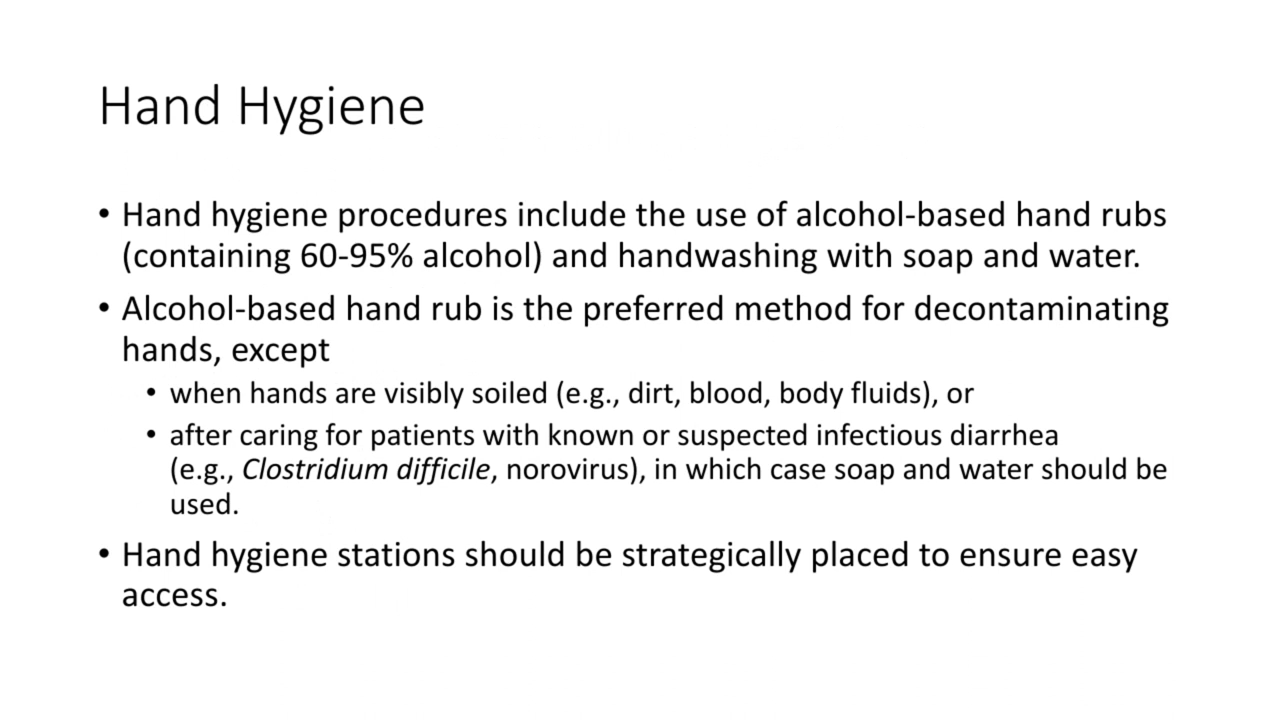 Hand Hygiene
• Hand hygiene procedures include the use of alcohol-based hand rubs
(containing 60-95% alcohol) and handwashing with soap and water.
• Alcohol-based hand rub is the preferred method for decontaminating
hands, except
• when hands are visibly soiled (e.g., dirt, blood, body fluids), or
• after caring for patients with known or suspected infectious diarrhea
(e.g., Clostridium difficile, norovirus), in which case soap and water should be
used.
• Hand hygiene stations should be strategically placed to ensure easy
access.